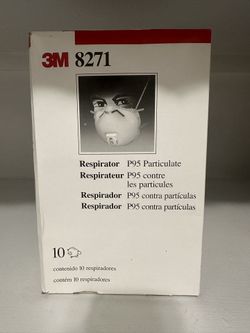 3M 8271
Respirator P95 Particulate
Respirateur P95 contre
les particules
Respirador P95 contra partículas
Respirador P95 contra partículas
10
contenido 10 respiradores
contém 10 respiradores